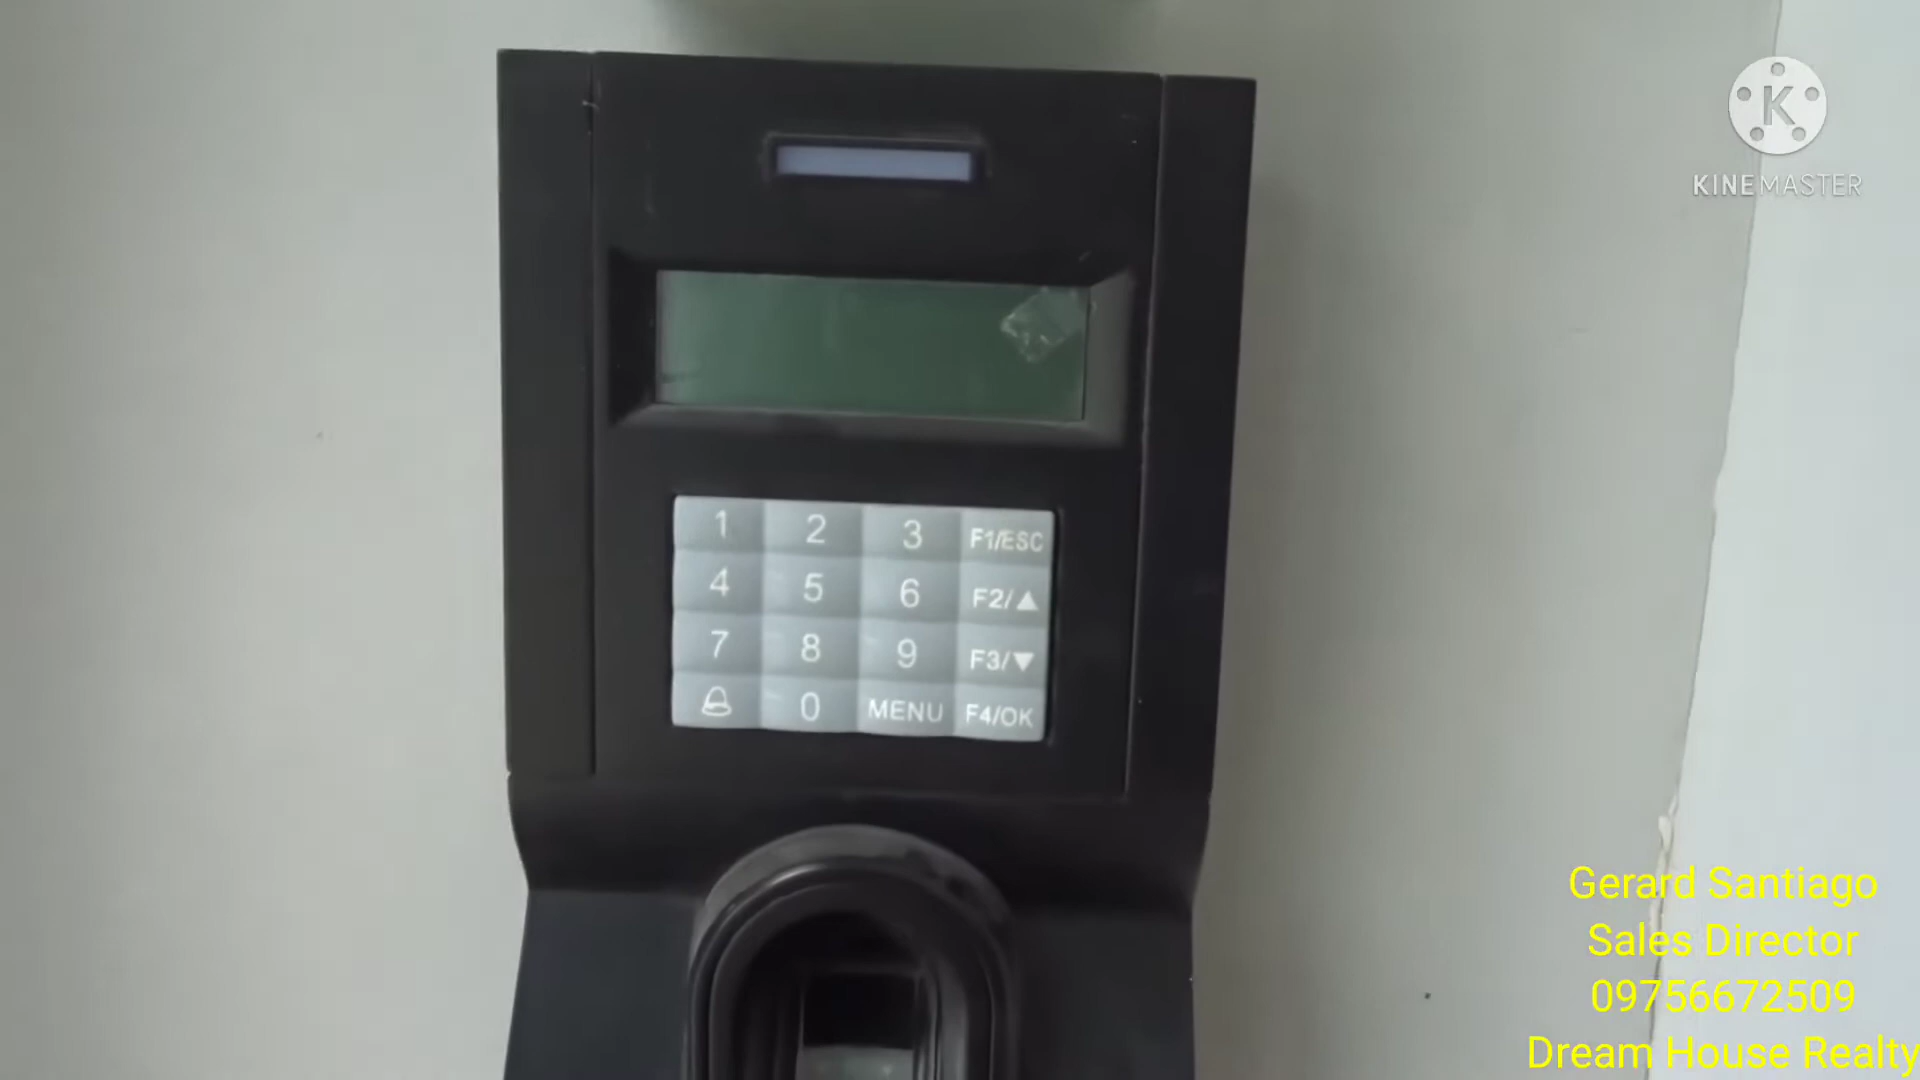 KINEMASTER
1 2 3 F1/ESC
4 5 6 F2/▲
7 8 9 F3/▼
0 MENU F4/OK
Gerard Santiago
Sales Director
09756672509
Dream House Realty